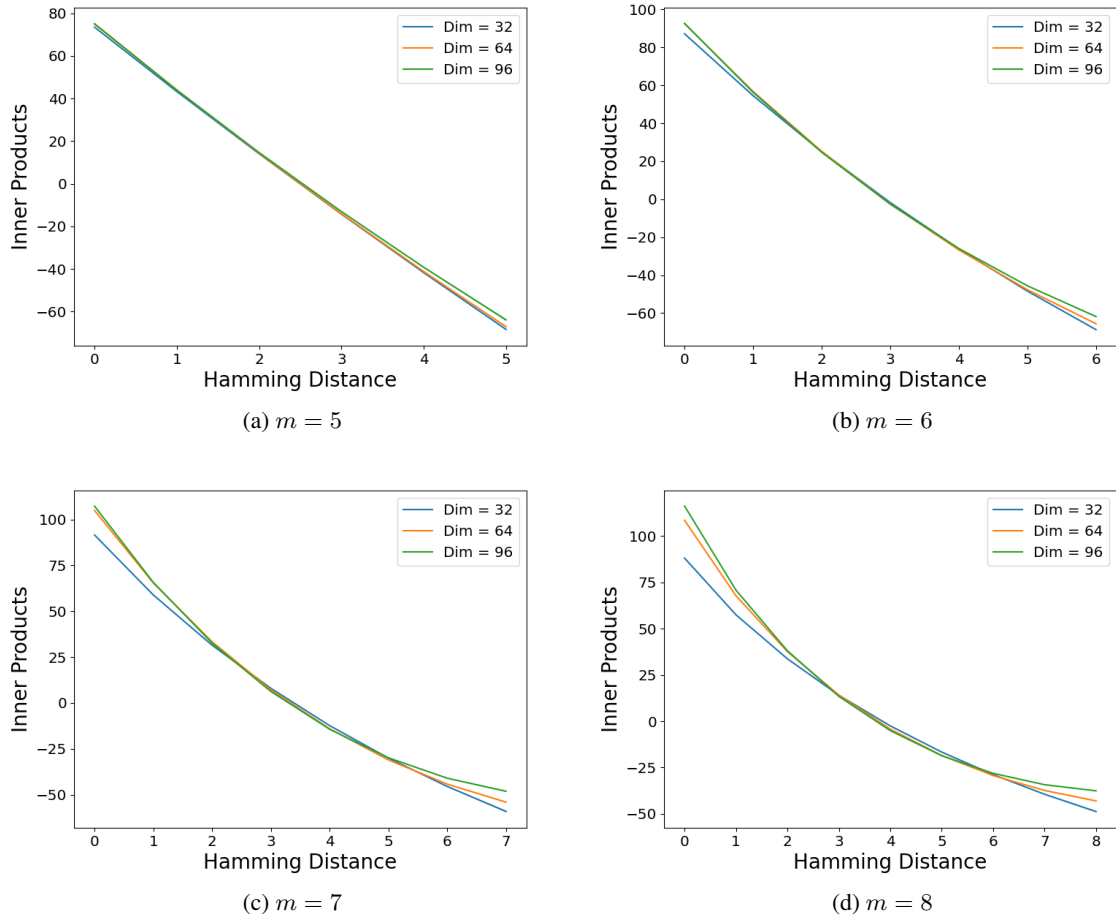 80
60
40
20
0
−20
−40
−60
Inner Products
Dim = 32
Dim = 64
Dim = 96
0 1 2 3 4 5
Hamming Distance
(a) m = 5
100
80
60
40
20
0
−20
−40
−60
Inner Products
Dim = 32
Dim = 64
Dim = 96
0 1 2 3 4 5 6
Hamming Distance
(b) m = 6
100
75
50
25
0
−25
−50
Inner Products
Dim = 32
Dim = 64
Dim = 96
0 1 2 3 4 5 6 7
Hamming Distance
(c) m = 7
100
75
50
25
0
−25
−50
Inner Products
Dim = 32
Dim = 64
Dim = 96
0 1 2 3 4 5 6 7 8
Hamming Distance
(d) m = 8